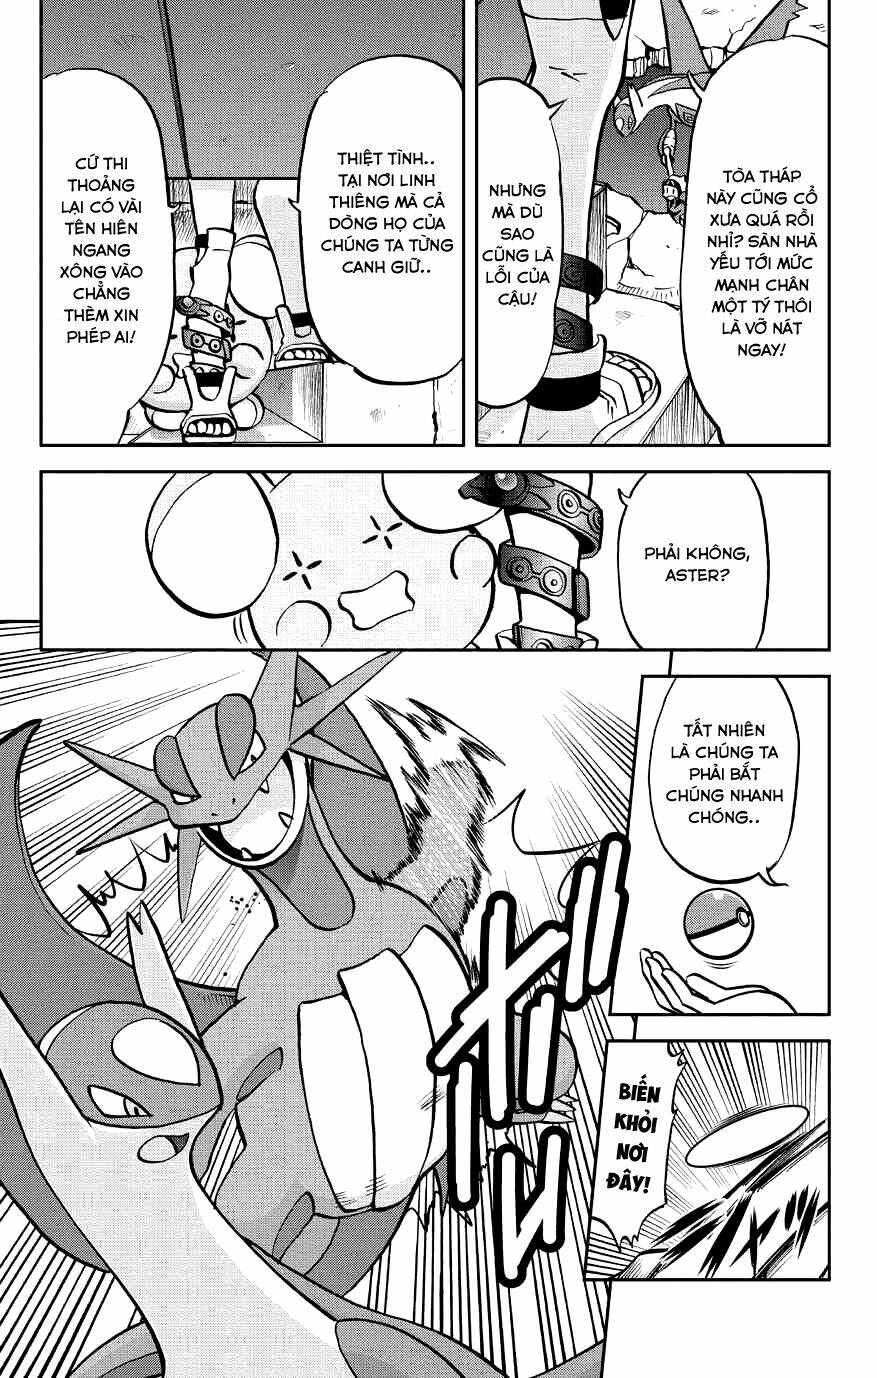 TÒA THÁP
NÀY CŨNG CỔ
XƯA QUÁ RỒI
NHỈ? SÀN NHÀ
YẾU TỚI MỨC
MẠNH CHÂN
MỘT TÝ THÔI
LÀ VỠ NÁT
NGAY!
NHƯNG
MÀ DÙ
SAO
CŨNG LÀ
LỖI CỦA
CẬU!
THIỆT TÌNH..
TẠI NƠI LINH
THIÊNG MÀ CẢ
DÒNG HỌ CỦA
CHÚNG TA TỪNG
CANH GIỮ..
CỨ THI
THOẢNG
LẠI CÓ VÀI
TÊN HIÊN
NGANG
XÔNG VÀO
CHẲNG
THÈM XIN
PHÉP AI!
PHẢI KHÔNG,
ASTER?
TẤT NHIÊN
LÀ CHÚNG TA
PHẢI BẮT
CHÚNG NHANH
CHÓNG..
BIẾN
KHỎI
NƠI
ĐÂY!